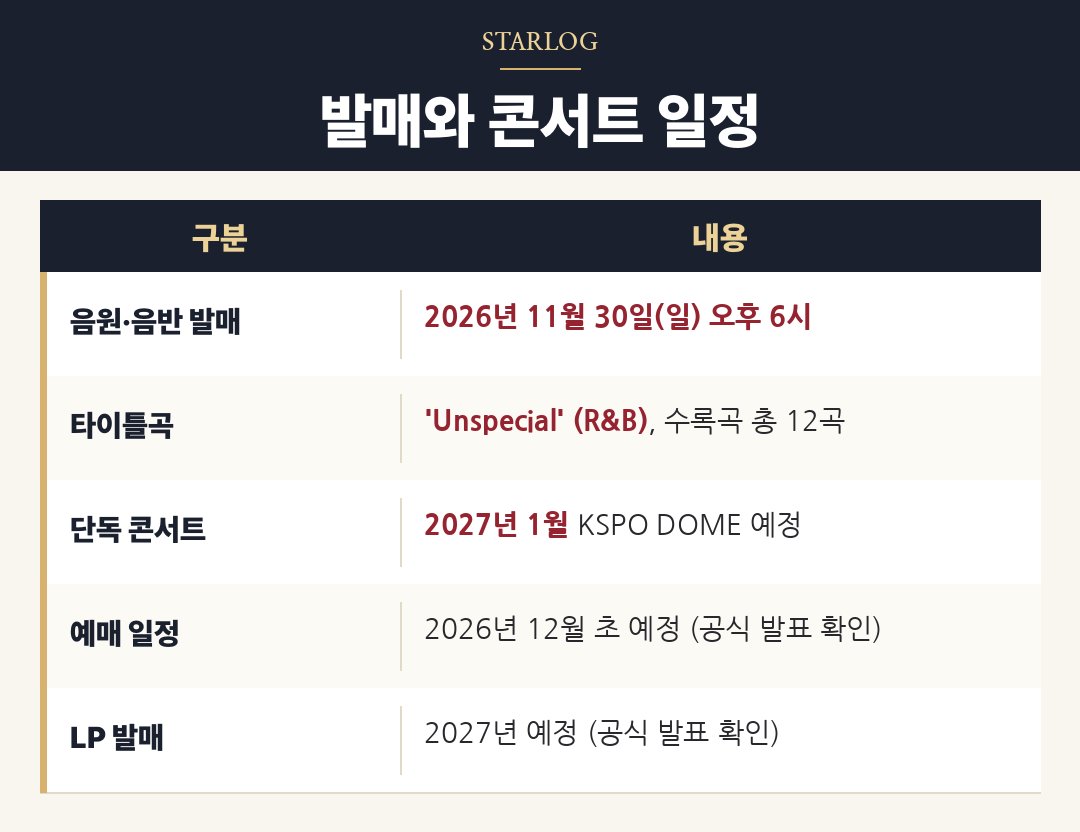 STARLOG
발매와 콘서트 일정
구분 내용
음원·음반 발매 2026년 11월 30일(일) 오후 6시
타이틀곡 'Unspecial' (R&B), 수록곡 총 12곡
단독 콘서트 2027년 1월 KSPO DOME 예정
예매 일정 2026년 12월 초 예정 (공식 발표 확인)
LP 발매 2027년 예정 (공식 발표 확인)